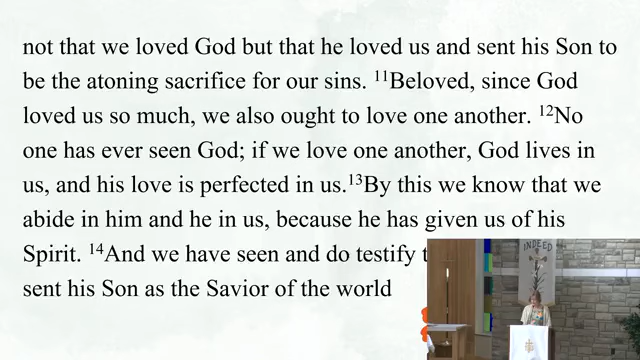 not that we loved God but that he loved us and sent his Son to
be the atoning sacrifice for our sins. ¹¹Beloved, since God
loved us so much, we also ought to love one another. ¹²No
one has ever seen God; if we love one another, God lives in
us, and his love is perfected in us.¹³By this we know that we
abide in him and he in us, because he has given us of his
Spirit. ¹⁴And we have seen and do testify
sent his Son as the Savior of the world
INDEED